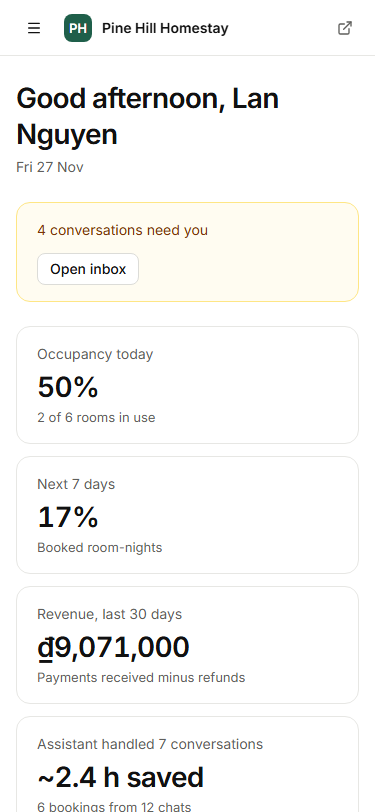 PH Pine Hill Homestay
Good afternoon, Lan
Nguyen
Fri 27 Nov
4 conversations need you
Open inbox
Occupancy today
50%
2 of 6 rooms in use
Next 7 days
17%
Booked room-nights
Revenue, last 30 days
₫9,071,000
Payments received minus refunds
Assistant handled 7 conversations
~2.4 h saved
6 bookings from 12 chats